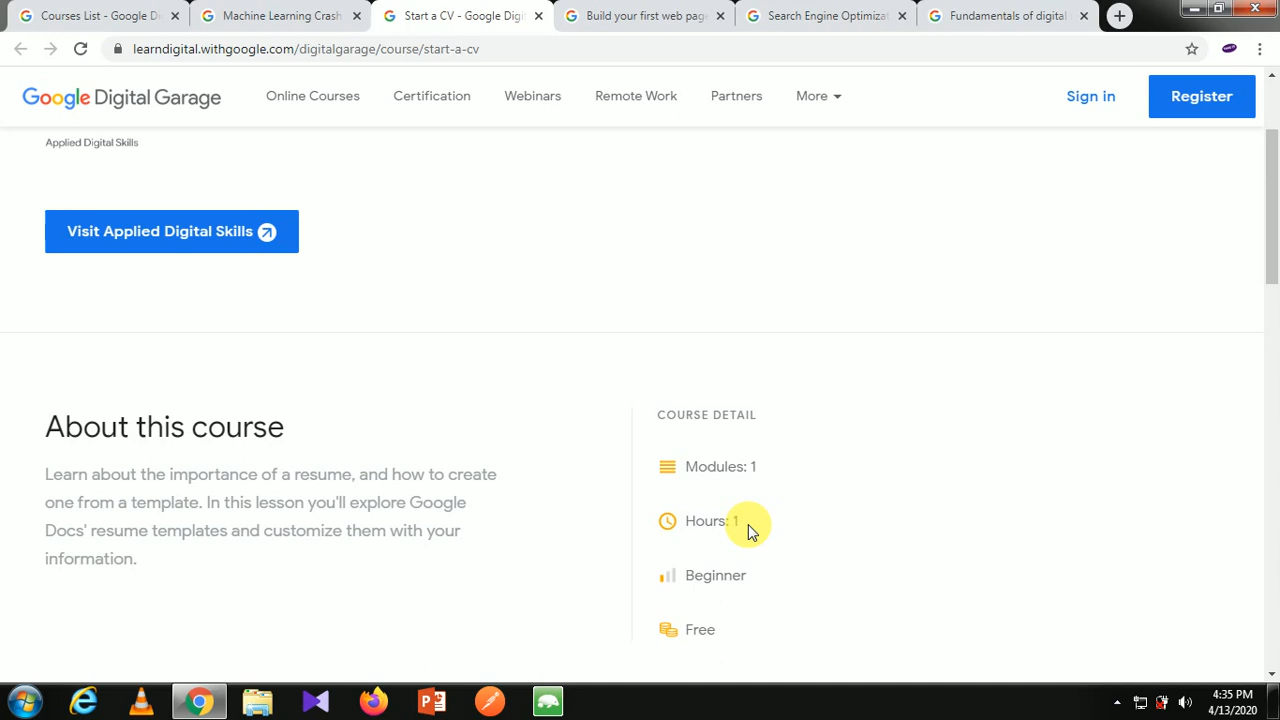 Courses List - Google Di
Machine Learning Crash
Start a CV - Google Digi
Build your first web page
Search Engine Optimizat
Fundamentals of digital
learndigital.withgoogle.com/digitalgarage/course/start-a-cv
Google Digital Garage
Online Courses
Certification
Webinars
Remote Work
Partners
More
Sign in
Register
Applied Digital Skills
Visit Applied Digital Skills
About this course
Learn about the importance of a resume, and how to create
one from a template. In this lesson you'll explore Google
Docs' resume templates and customize them with your
information.
COURSE DETAIL
Modules: 1
Hours: 1
Beginner
Free
4:35 PM
4/13/2020